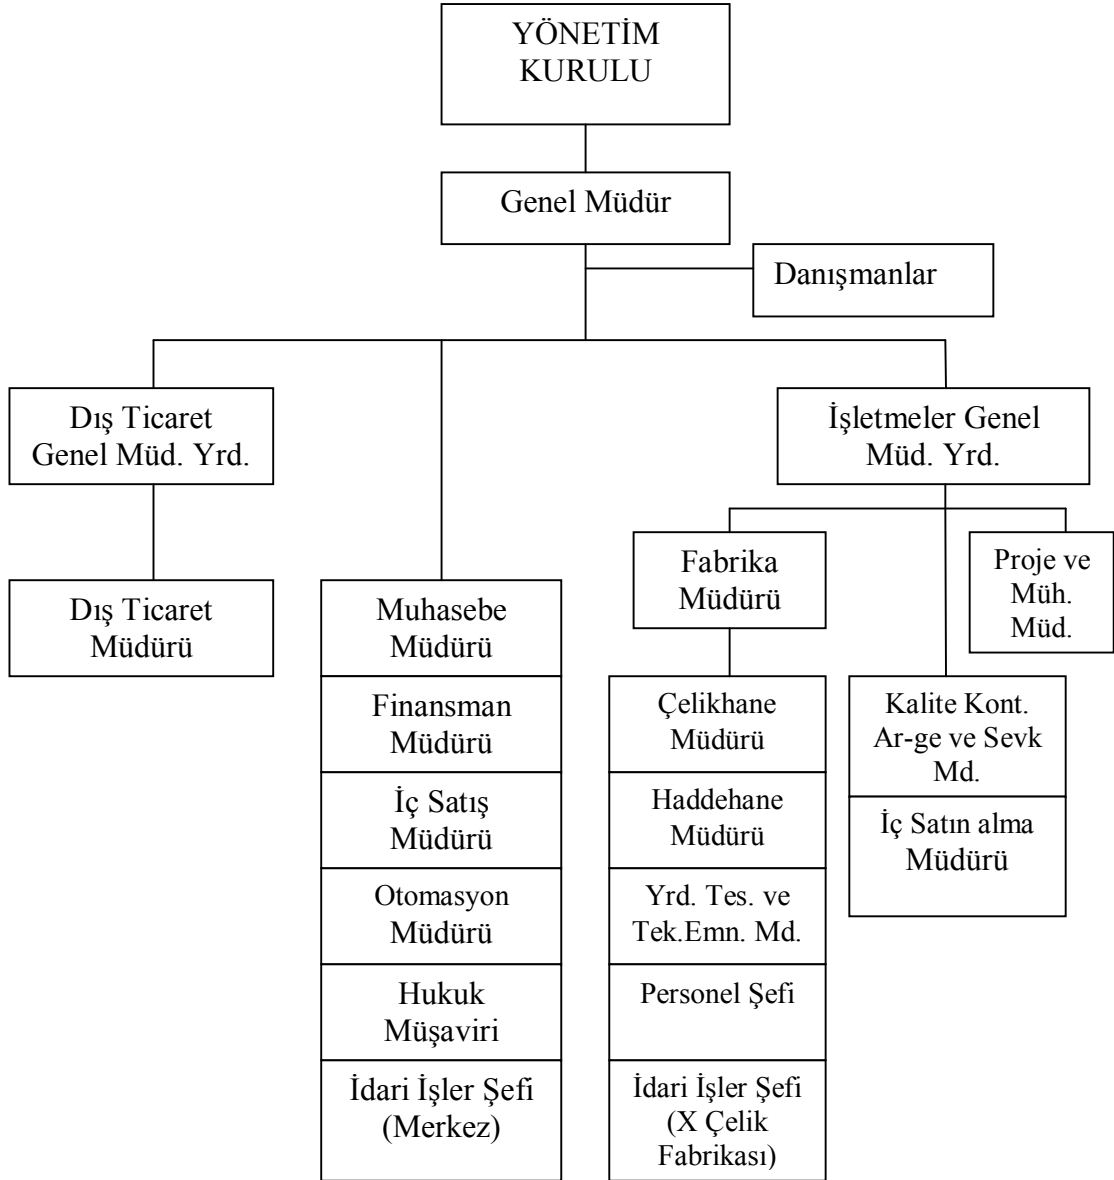 YÖNETİM
KURULU
Genel Müdür
Danışmanlar
Dış Ticaret
Genel Müd. Yrd.
İşletmeler Genel
Müd. Yrd.
Dış Ticaret
Müdürü
Muhasebe
Müdürü
Finansman
Müdürü
İç Satış
Müdürü
Otomasyon
Müdürü
Hukuk
Müşaviri
İdari İşler Şefi
(Merkez)
Fabrika
Müdürü
Çelikhane
Müdürü
Haddehane
Müdürü
Yrd. Tes. ve
Tek.Emn. Md.
Personel Şefi
İdari İşler Şefi
(X Çelik
Fabrikası)
Kalite Kont.
Ar-ge ve Sevk
Md.
İç Satın alma
Müdürü
Proje ve
Müh.
Müd.